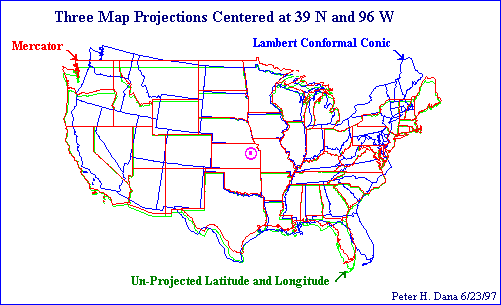 Three Map Projections Centered at 39 N and 96 W
Mercator
Lambert Conformal Conic
Un-Projected Latitude and Longitude
Peter H. Dana 6/23/97